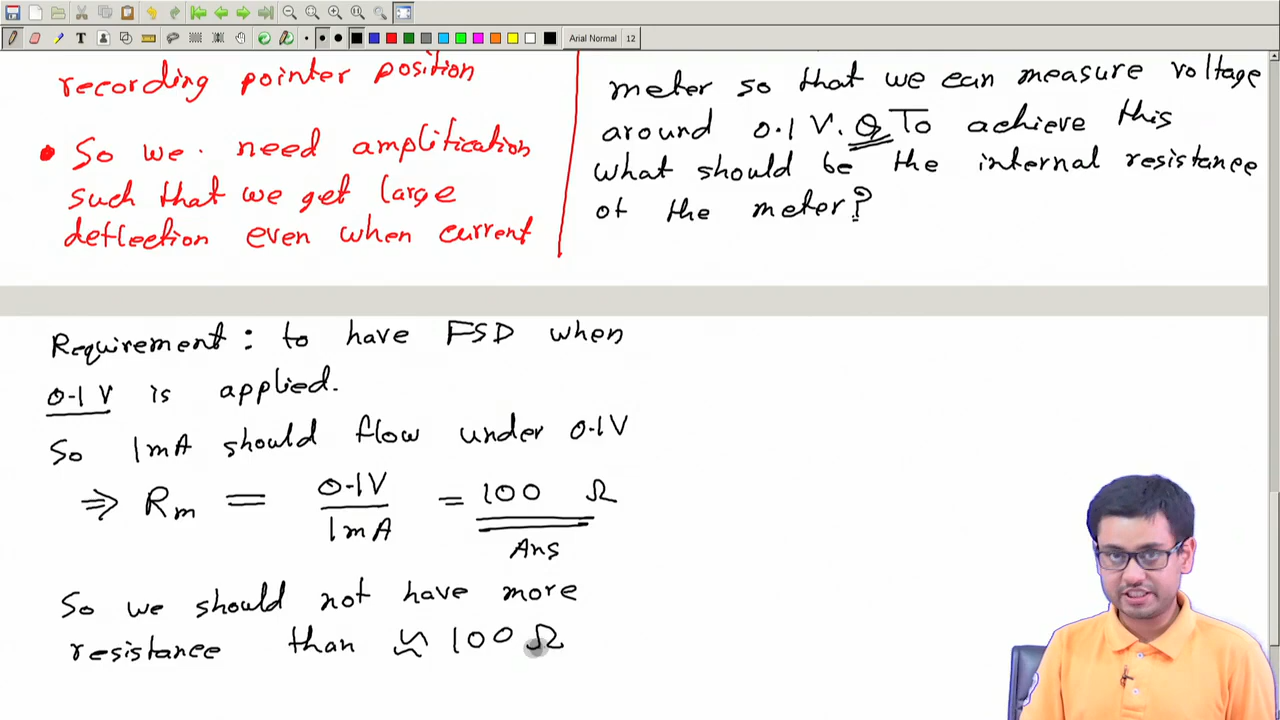 Arial Normal 12
recording pointer position
• So we. need amplification
such that we get large
deflection even when current
meter so that we can measure voltage
around 0.1 V. Q To achieve this
what should be the internal resistance
of the meter?
Requirement: to have FSD when
0.1 V is applied.
So 1mA should flow under 0.1V
⇒ Rm = 0.1V / 1mA = 100 Ω
Ans
So we should not have more
resistance than ≈ 100 Ω